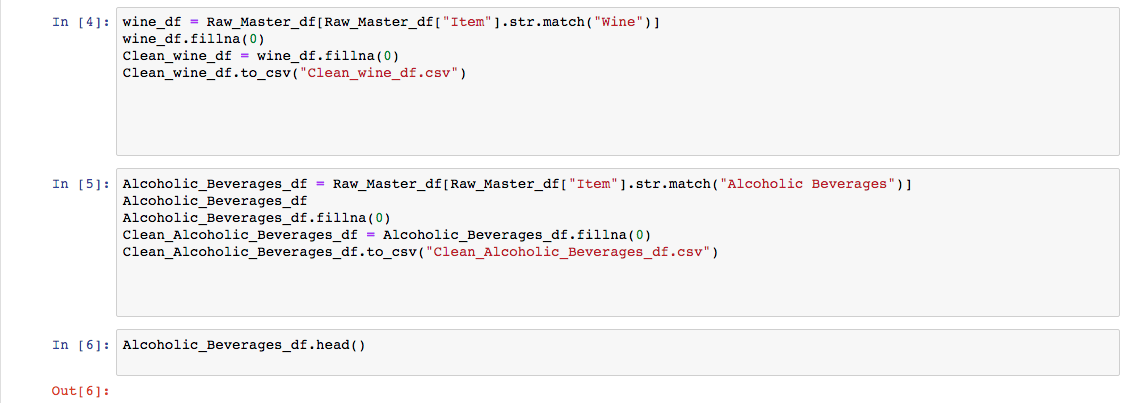 In [4]: wine_df = Raw_Master_df[Raw_Master_df["Item"].str.match("Wine")]
wine_df.fillna(0)
Clean_wine_df = wine_df.fillna(0)
Clean_wine_df.to_csv("Clean_wine_df.csv")
In [5]: Alcoholic_Beverages_df = Raw_Master_df[Raw_Master_df["Item"].str.match("Alcoholic Beverages")]
Alcoholic_Beverages_df
Alcoholic_Beverages_df.fillna(0)
Clean_Alcoholic_Beverages_df = Alcoholic_Beverages_df.fillna(0)
Clean_Alcoholic_Beverages_df.to_csv("Clean_Alcoholic_Beverages_df.csv")
In [6]: Alcoholic_Beverages_df.head()
Out[6]: